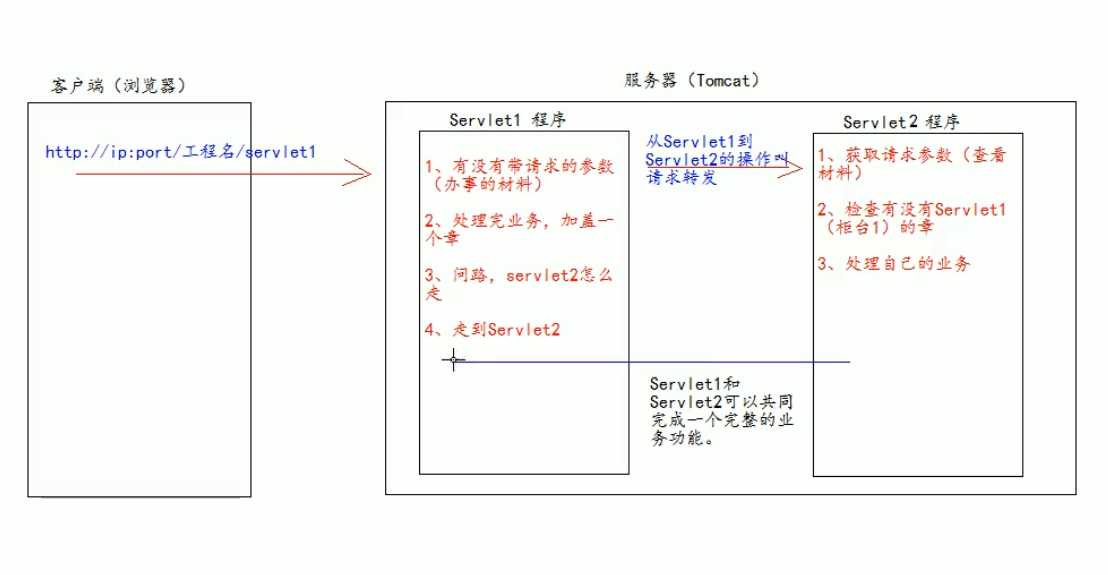 客户端（浏览器）
服务器（Tomcat）
http://ip:port/工程名/servlet1
Servlet1 程序
1、有没有带请求的参数
（办事的材料）
2、处理完业务，加盖一
个章
3、问路，servlet2怎么
走
4、走到Servlet2
从Servlet1到
Servlet2的操作叫
请求转发
Servlet2 程序
1、获取请求参数（查看
材料）
2、检查有没有Servlet1
（柜台1）的章
3、处理自己的业务
Servlet1和
Servlet2可以共同
完成一个完整的业
务功能。